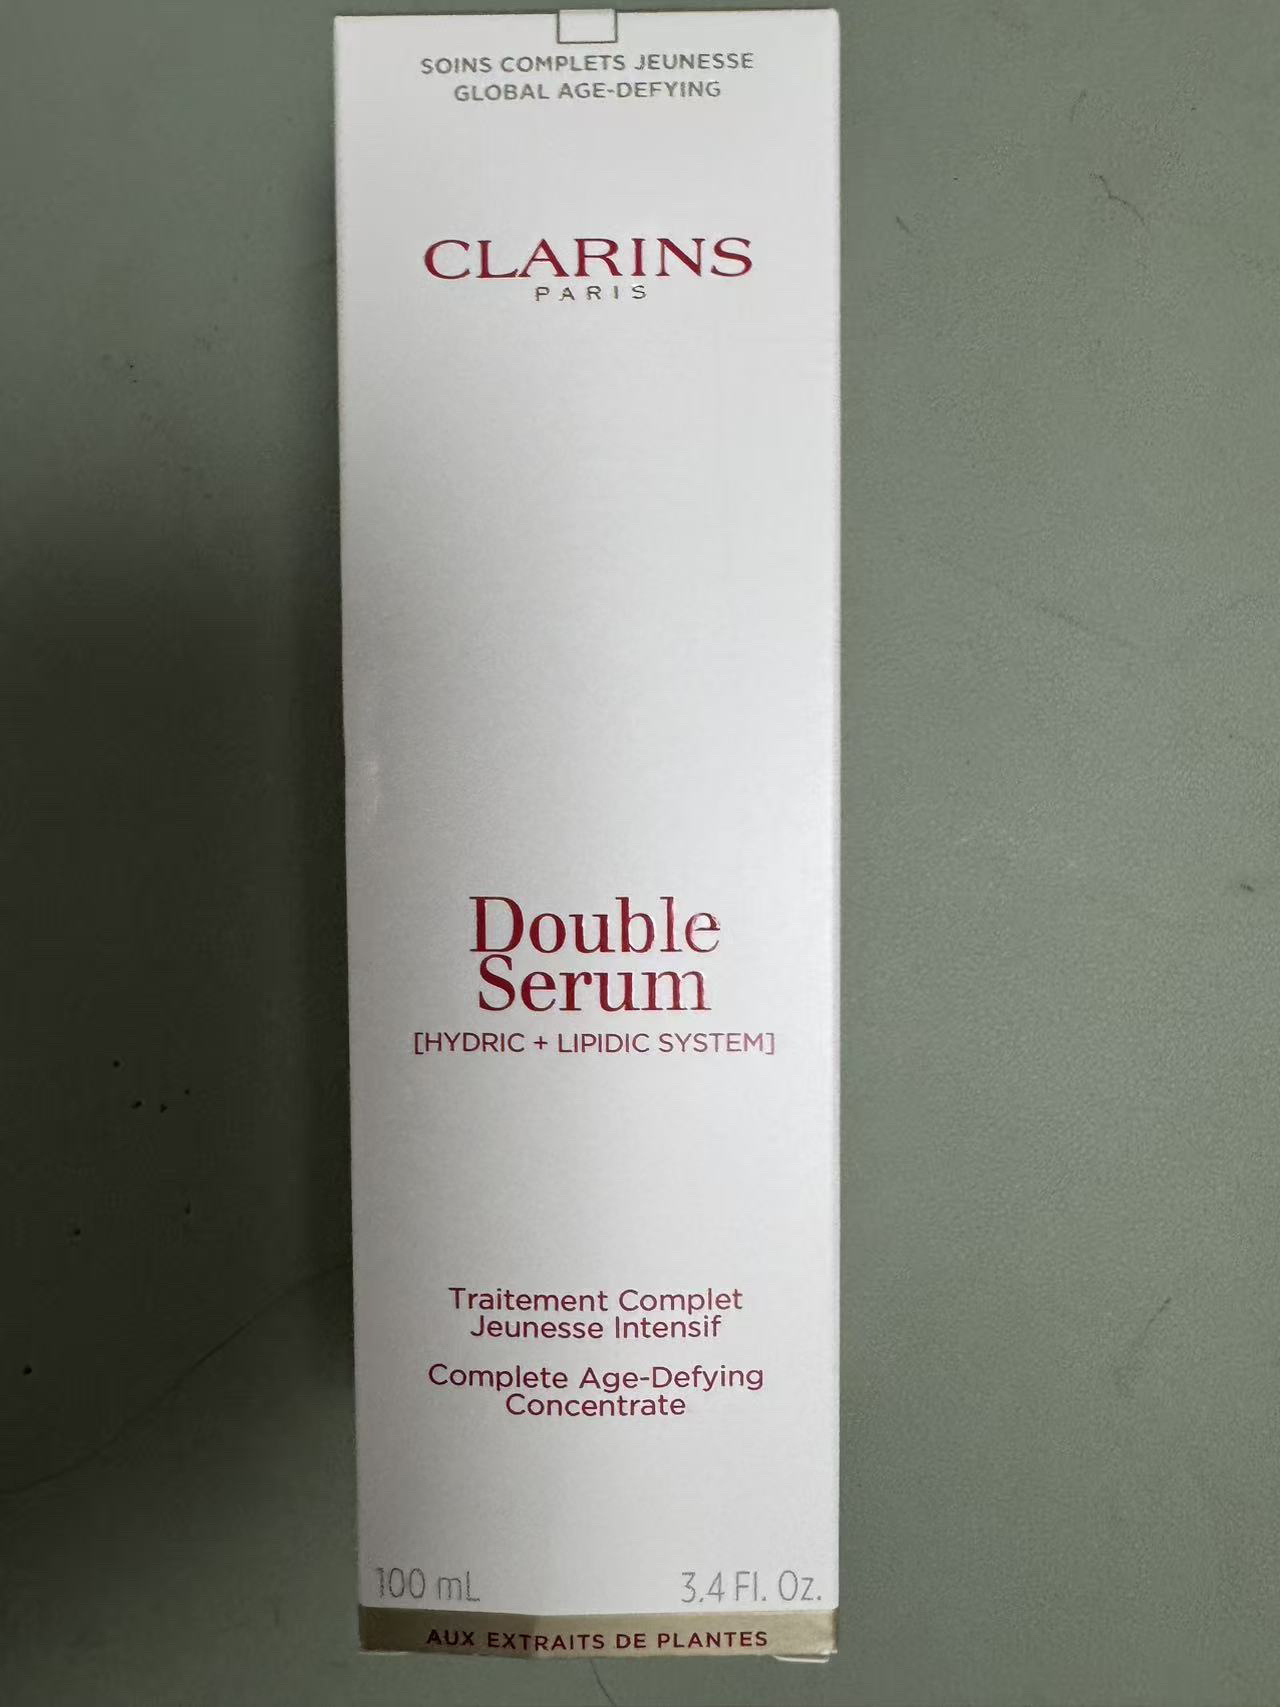 SOINS COMPLETS JEUNESSE
GLOBAL AGE-DEFYING
CLARINS
PARIS
Double
Serum
[HYDRIC + LIPIDIC SYSTEM]
Traitement Complet
Jeunesse Intensif
Complete Age-Defying
Concentrate
100 mL 3.4 Fl. Oz.
AUX EXTRAITS DE PLANTES